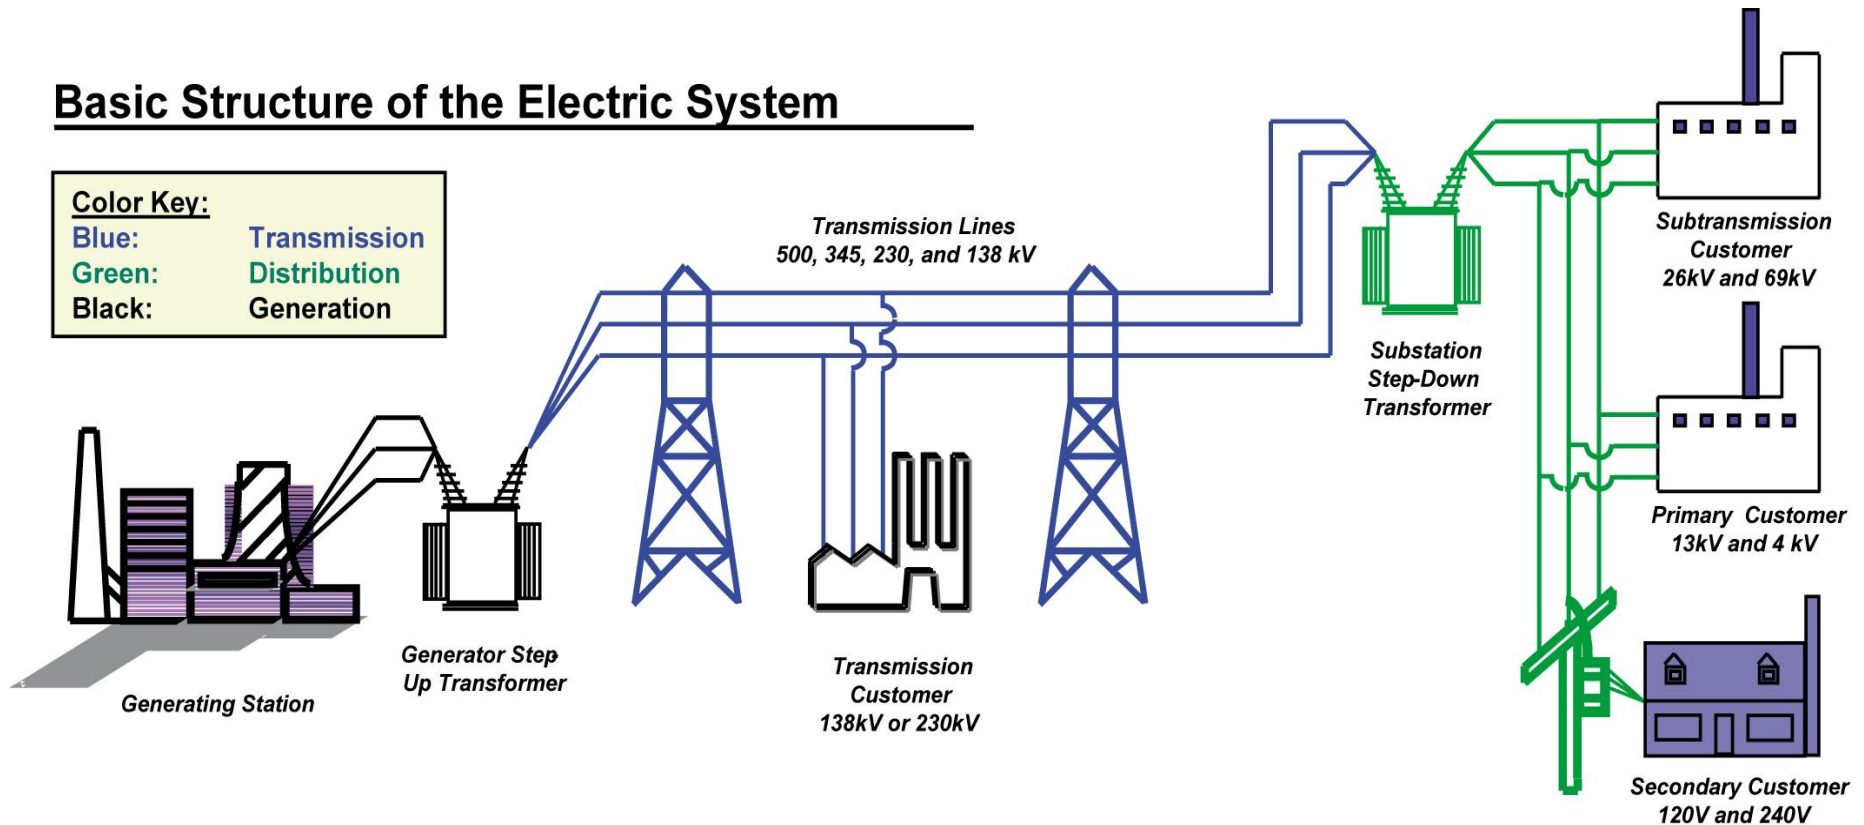 Basic Structure of the Electric System
Color Key:
Blue: Transmission
Green: Distribution
Black: Generation
Transmission Lines
500, 345, 230, and 138 kV
Subtransmission
Customer
26kV and 69kV
Substation
Step-Down
Transformer
Primary Customer
13kV and 4 kV
Generating Station
Generator Step-
Up Transformer
Transmission
Customer
138kV or 230kV
Secondary Customer
120V and 240V